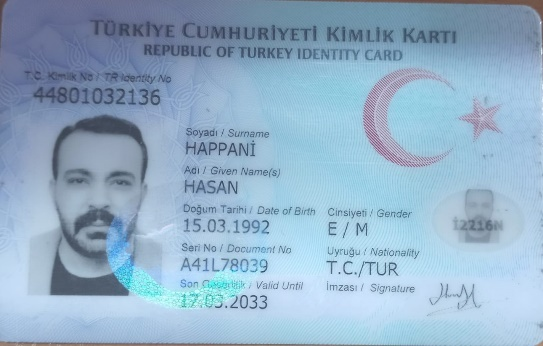 TÜRKİYE CUMHURİYETİ KİMLİK KARTI
REPUBLIC OF TURKEY IDENTITY CARD
T.C. Kimlik No / TR Identity No
44801032136
Soyadı / Surname
HAPPANİ
Adı / Given Name(s)
HASAN
Doğum Tarihi / Date of Birth Cinsiyeti / Gender
15.03.1992 E / M
Seri No / Document No Uyruğu / Nationality
A41L78039 T.C./TUR
Son Geçerlilik / Valid Until İmzası / Signature
17.03.2033